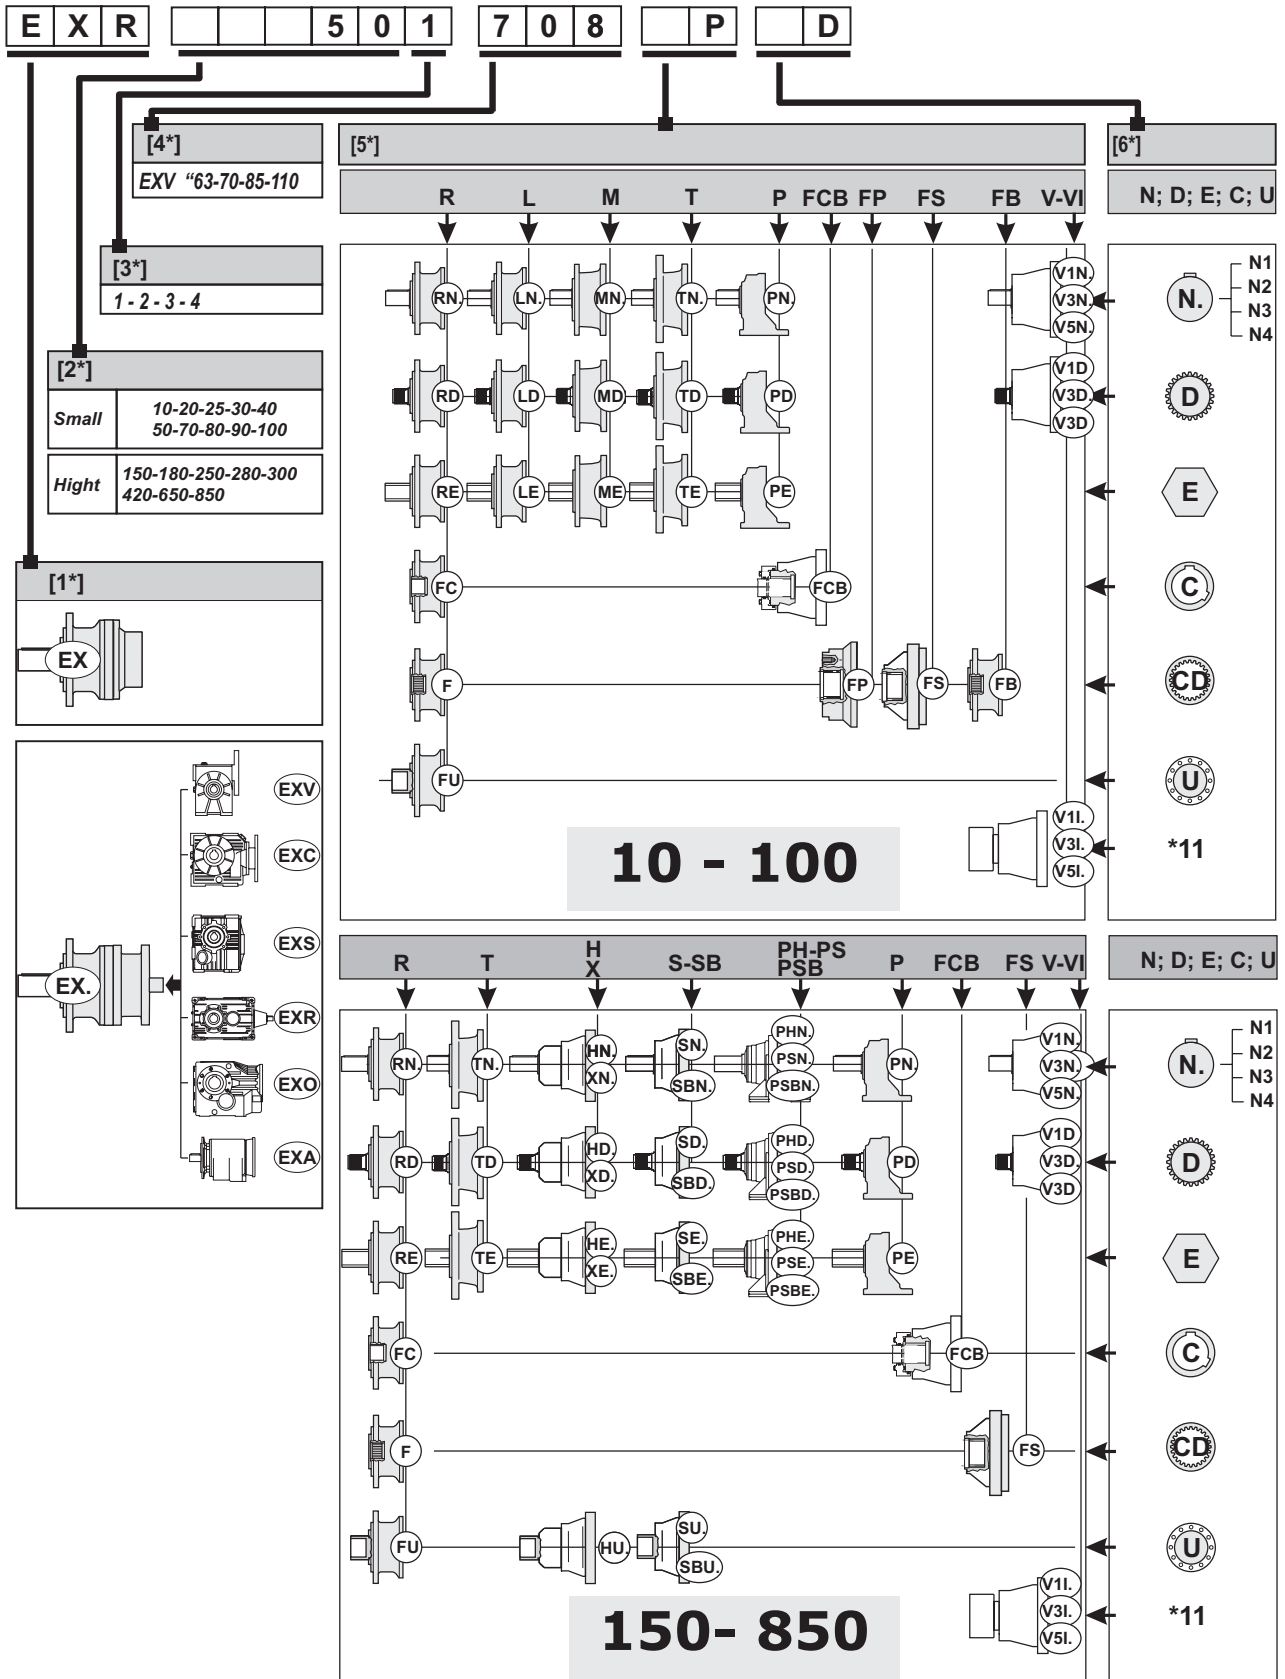 E X R 5 0 1 7 0 8 P D
[4*]
EXV “63-70-85-110
[3*]
1 - 2 - 3 - 4
[2*]
Small 10-20-25-30-40
50-70-80-90-100
Hight 150-180-250-280-300
420-650-850
[1*]
EX
EX.
EXV
EXC
EXS
EXR
EXO
EXA
[5*]
R L M T P FCB FP FS FB V-VI
RN. LN. MN. TN. PN. V1N.
V3N.
V5N.
RD LD MD TD PD V1D
V3D.
V3D
RE LE ME TE PE
FC FCB
F FP FS FB
FU
V1I.
V3I.
V5I.
10 - 100
[6*]
N; D; E; C; U
N. N1
N2
N3
N4
D
E
C
CD
U
*11
R T H
X S-SB PH-PS
PSB P FCB FS V-VI
RN. TN. HN.
XN. SN.
SBN. PHN.
PSN.
PSBN. PN. V1N.
V3N.
V5N.
RD TD HD.
XD. SD.
SBD. PHD.
PSD.
PSBD. PD V1D
V3D.
V3D
RE TE HE.
XE. SE.
SBE. PHE.
PSE.
PSBE. PE
FC FCB
F FS
FU HU. SU.
SBU.
V1I.
V3I.
V5I.
150- 850
N; D; E; C; U
N. N1
N2
N3
N4
D
E
C
CD
U
*11